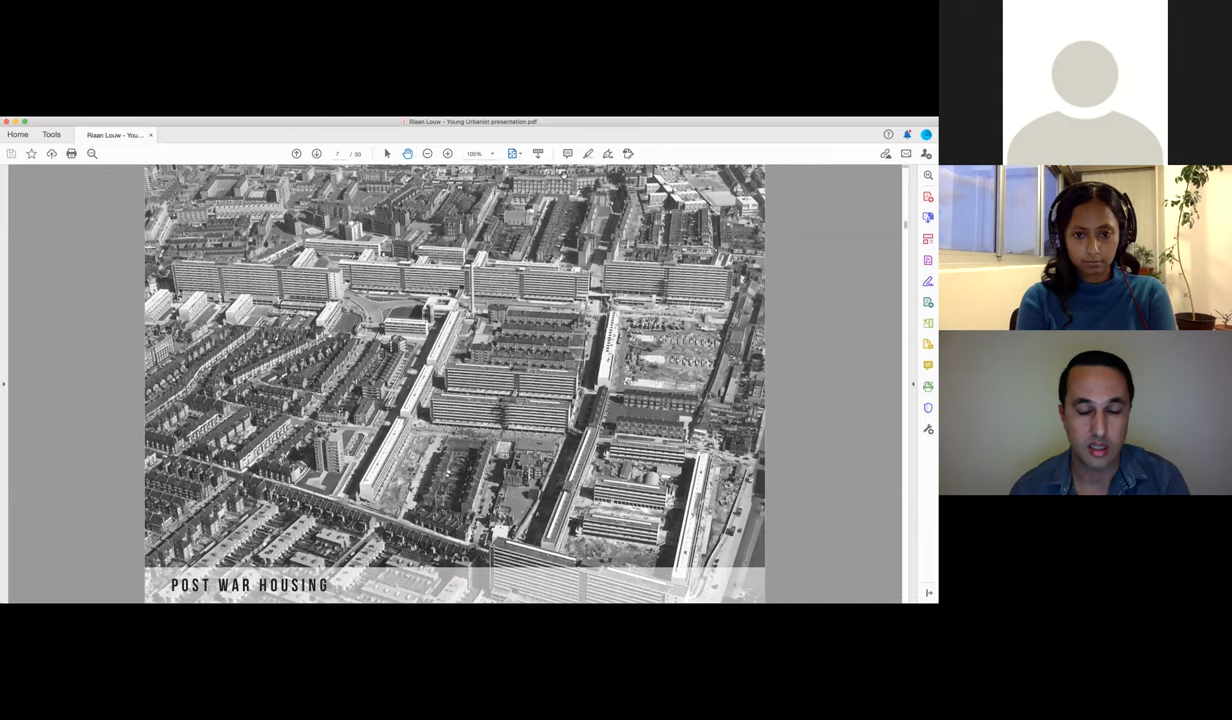 Riaan Louw - Young Urbanist presentation.pdf
Home
Tools
Riaan Louw - You...
7 / 50
105%
POST WAR HOUSING